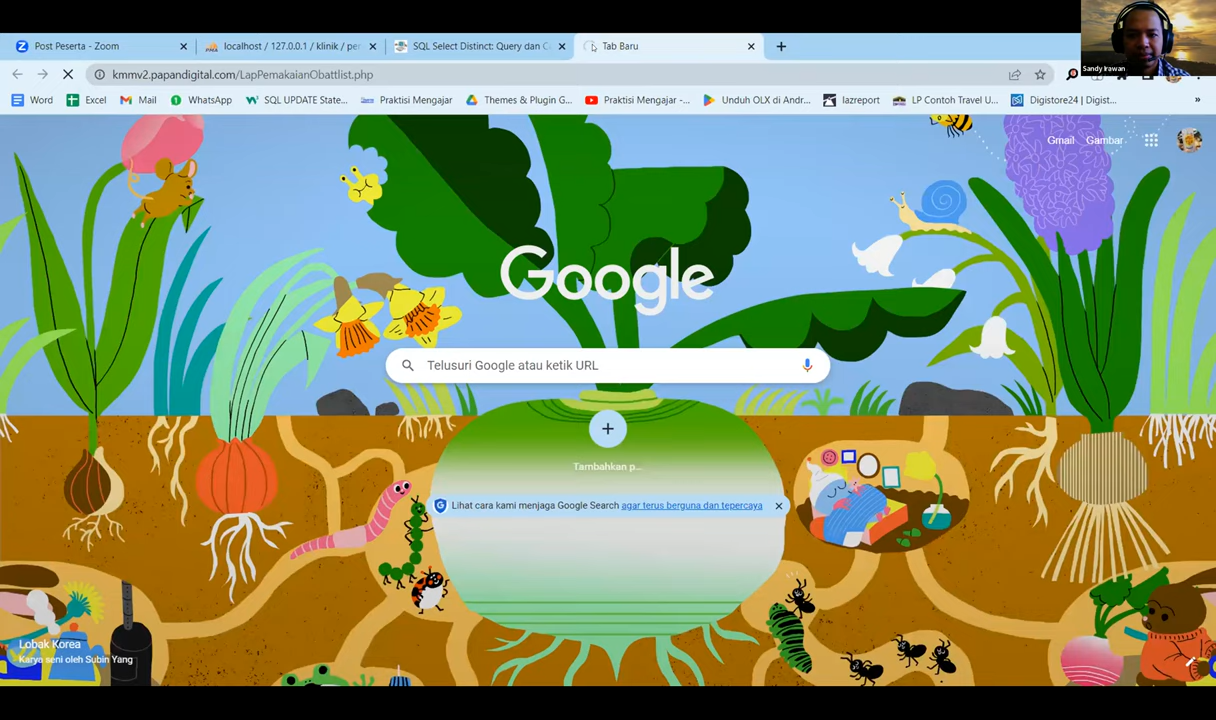 Post Peserta - Zoom
localhost / 127.0.0.1 / klinik / per
SQL Select Distinct: Query dan C
Tab Baru
kmmv2.papandigital.com/LapPemakaianObattlist.php
Sandy Irawan
Word
Excel
Mail
WhatsApp
SQL UPDATE State...
Praktisi Mengajar
Themes & Plugin G...
Praktisi Mengajar -...
Unduh OLX di Andr...
lazreport
LP Contoh Travel U...
Digistore24 | Digist...
»
Gmail
Gambar
Google
Telusuri Google atau ketik URL
Tambahkan p...
Lihat cara kami menjaga Google Search agar terus berguna dan tepercaya
Lobak Korea
Karya seni oleh Subin Yang